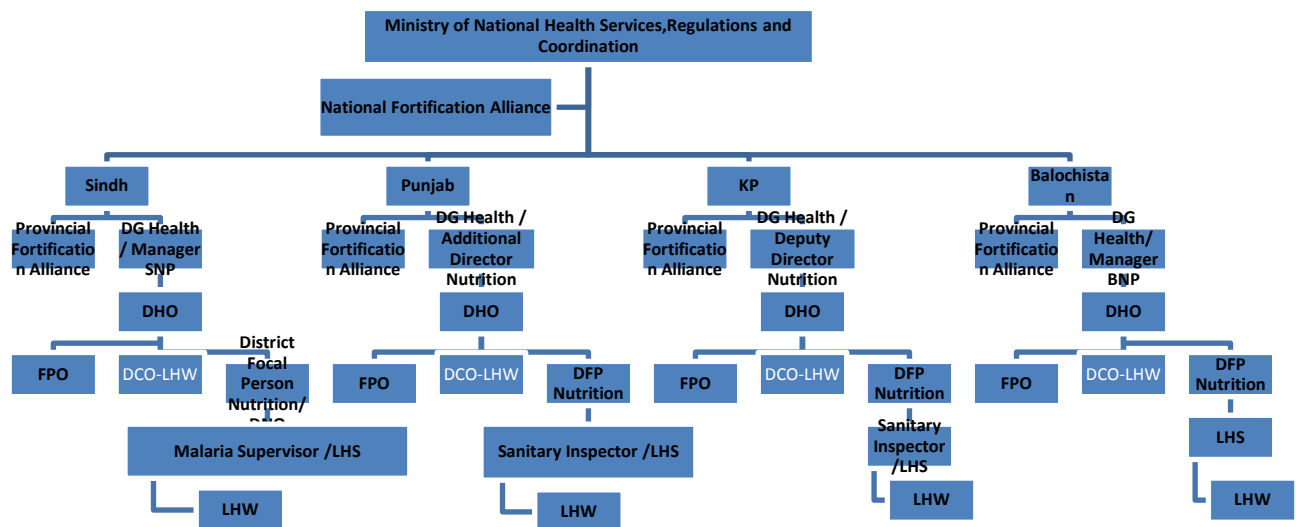 Ministry of National Health Services,Regulations and
Coordination
National Fortification Alliance
Sindh
Punjab
KP
Balochista
n
Provincial
Fortificatio
n Alliance
DG Health
/ Manager
SNP
Provincial
Fortificatio
n Alliance
DG Health /
Additional
Director
Nutrition
Provincial
Fortificatio
n Alliance
DG Health /
Deputy
Director
Nutrition
Provincial
Fortificatio
n Alliance
DG
Health/
Manager
BNP
DHO
DHO
DHO
DHO
FPO
DCO-LHW
District
Focal
Person
Nutrition/
FPO
DCO-LHW
DFP
Nutrition
FPO
DCO-LHW
DFP
Nutrition
FPO
DCO-LHW
DFP
Nutrition
Malaria Supervisor /LHS
Sanitary Inspector /LHS
Sanitary
Inspector
/LHS
LHS
LHW
LHW
LHW
LHW